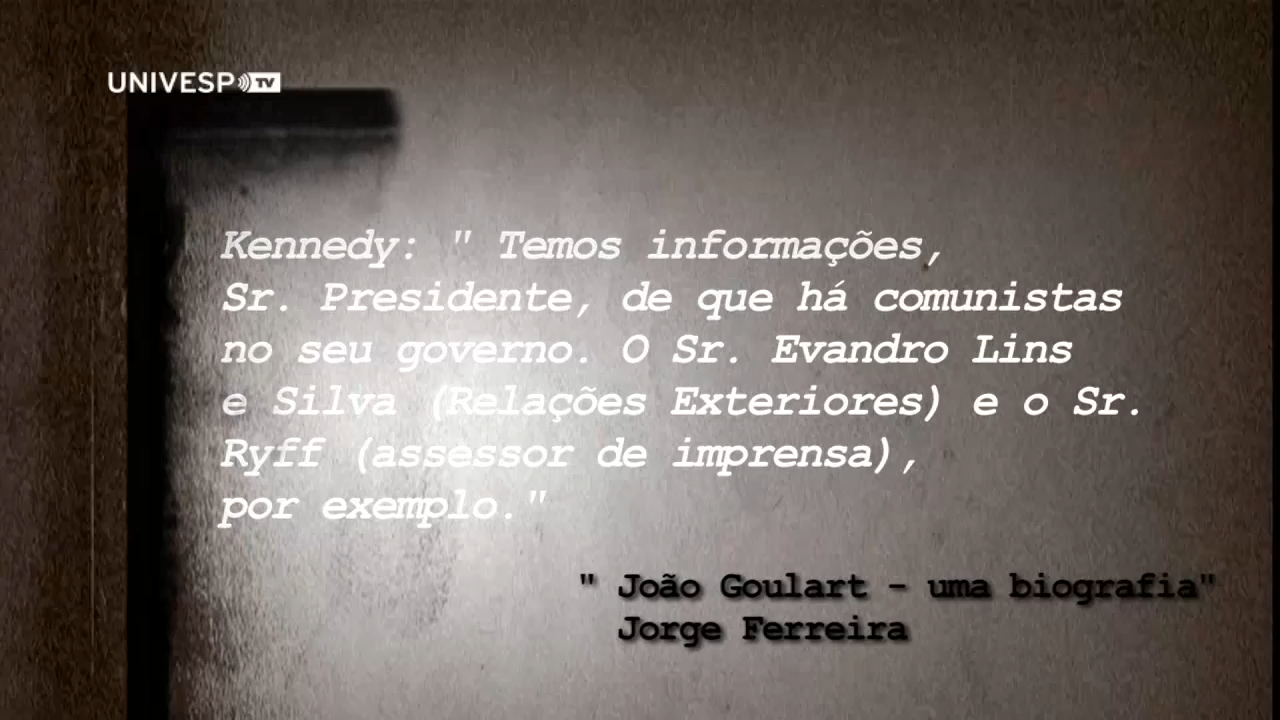 UNIVESP TV
Kennedy: " Temos informações,
Sr. Presidente, de que há comunistas
no seu governo. O Sr. Evandro Lins
e Silva (Relações Exteriores) e o Sr.
Ryff (assessor de imprensa),
por exemplo."
" João Goulart - uma biografia"
Jorge Ferreira